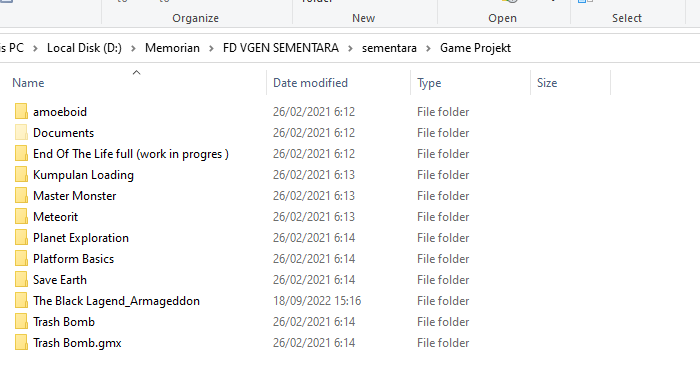 Organize New Open Select
is PC > Local Disk (D:) > Memorian > FD VGEN SEMENTARA > sementara > Game Projekt
Name Date modified Type Size
amoeboid 26/02/2021 6:12 File folder
Documents 26/02/2021 6:12 File folder
End Of The Life full (work in progres ) 26/02/2021 6:12 File folder
Kumpulan Loading 26/02/2021 6:13 File folder
Master Monster 26/02/2021 6:13 File folder
Meteorit 26/02/2021 6:13 File folder
Planet Exploration 26/02/2021 6:14 File folder
Platform Basics 26/02/2021 6:14 File folder
Save Earth 26/02/2021 6:14 File folder
The Black Lagend_Armageddon 18/09/2022 15:16 File folder
Trash Bomb 26/02/2021 6:14 File folder
Trash Bomb.gmx 26/02/2021 6:14 File folder